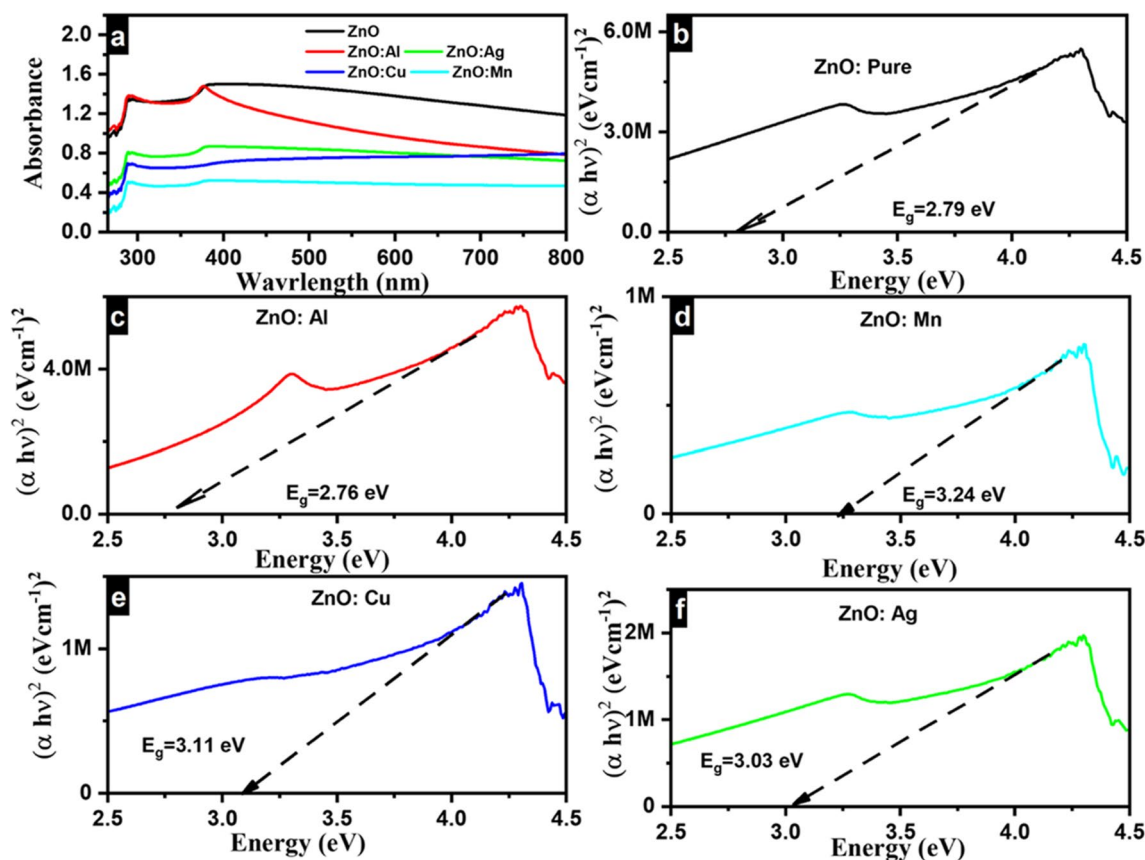 a
ZnO
ZnO:Al ZnO:Ag
ZnO:Cu ZnO:Mn
2.0
1.6
1.2
0.8
0.4
0.0
Absorbance
300 400 500 600 700 800
Wavrlength (nm)
b
ZnO: Pure
6.0M
3.0M
0.0
(α hν)² (eVcm⁻¹)²
E_g=2.79 eV
2.5 3.0 3.5 4.0 4.5
Energy (eV)
c
ZnO: Al
4.0M
0.0
(α hν)² (eVcm⁻¹)²
E_g=2.76 eV
2.5 3.0 3.5 4.0 4.5
Energy (eV)
d
ZnO: Mn
1M
0
(α hν)² (eVcm⁻¹)²
E_g=3.24 eV
2.5 3.0 3.5 4.0 4.5
Energy (eV)
e
ZnO: Cu
1M
0
(α hν)² (eVcm⁻¹)²
E_g=3.11 eV
2.5 3.0 3.5 4.0 4.5
Energy (eV)
f
ZnO: Ag
2M
1M
0
(α hν)² (eVcm⁻¹)²
E_g=3.03 eV
2.5 3.0 3.5 4.0 4.5
Energy (eV)